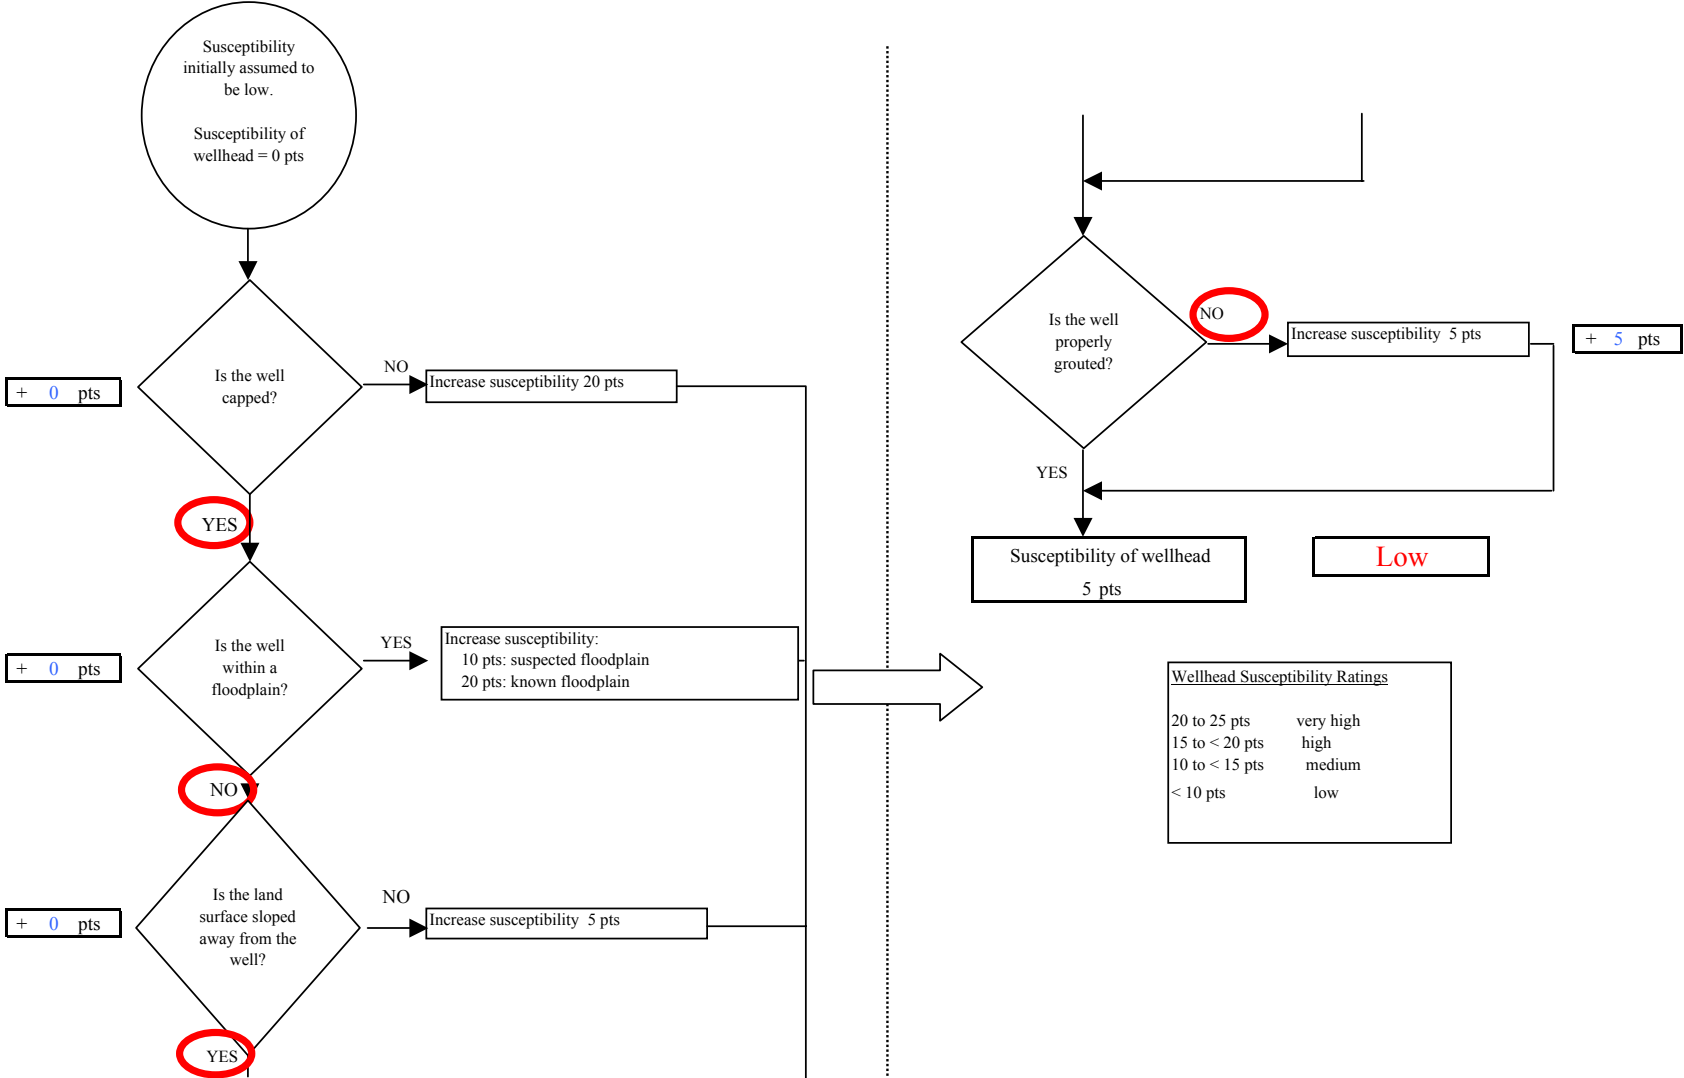 Susceptibility
initially assumed to
be low.
Susceptibility of
wellhead = 0 pts
Is the well
capped?
NO
Increase susceptibility 20 pts
+ 0 pts
YES
Is the well
within a
floodplain?
YES
Increase susceptibility:
10 pts: suspected floodplain
20 pts: known floodplain
+ 0 pts
NO
Is the land
surface sloped
away from the
well?
NO
Increase susceptibility 5 pts
+ 0 pts
YES
Is the well
properly
grouted?
NO
Increase susceptibility 5 pts
+ 5 pts
YES
Susceptibility of wellhead
5 pts
Low
Wellhead Susceptibility Ratings
20 to 25 pts very high
15 to < 20 pts high
10 to < 15 pts medium
< 10 pts low